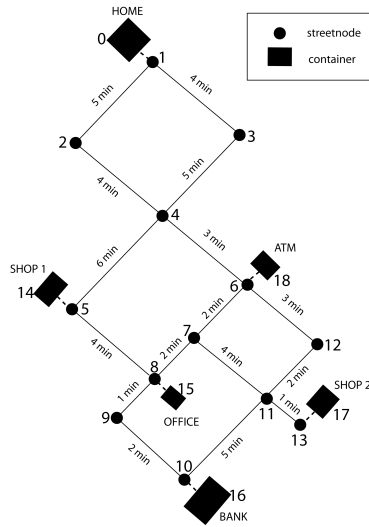 HOME
0
1
streetnode
container
5 min
4 min
2
3
4 min
5 min
4
6 min
3 min
ATM
SHOP 1
14
18
5
6
2 min
3 min
7
12
4 min
2 min
4 min
2 min
8
15
SHOP 2
1 min
11
1 min
17
9
OFFICE
13
2 min
5 min
10
16
BANK